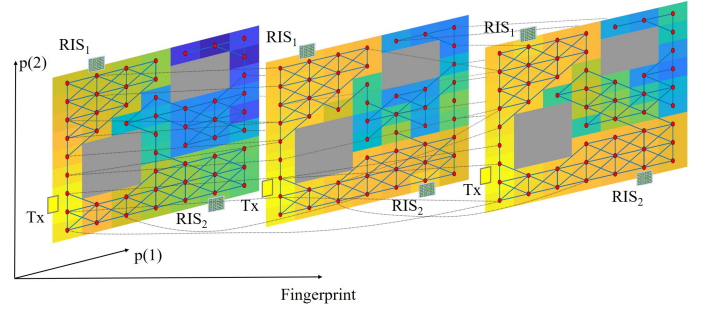 RIS1
RIS1
RIS1
p(2)
Tx
RIS2
Tx
RIS2
Tx
RIS2
p(1)
Fingerprint